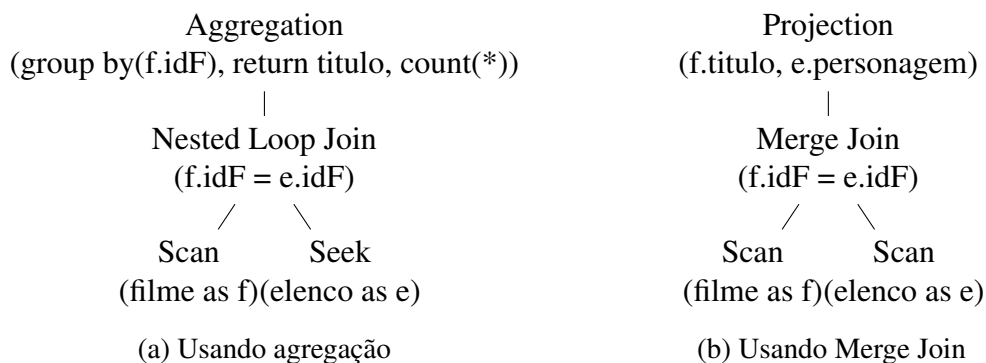 Aggregation
(group by(f.idF), return titulo, count(*))
Nested Loop Join
(f.idF = e.idF)
Scan Seek
(filme as f)(elenco as e)
(a) Usando agregação
Projection
(f.titulo, e.personagem)
Merge Join
(f.idF = e.idF)
Scan Scan
(filme as f)(elenco as e)
(b) Usando Merge Join